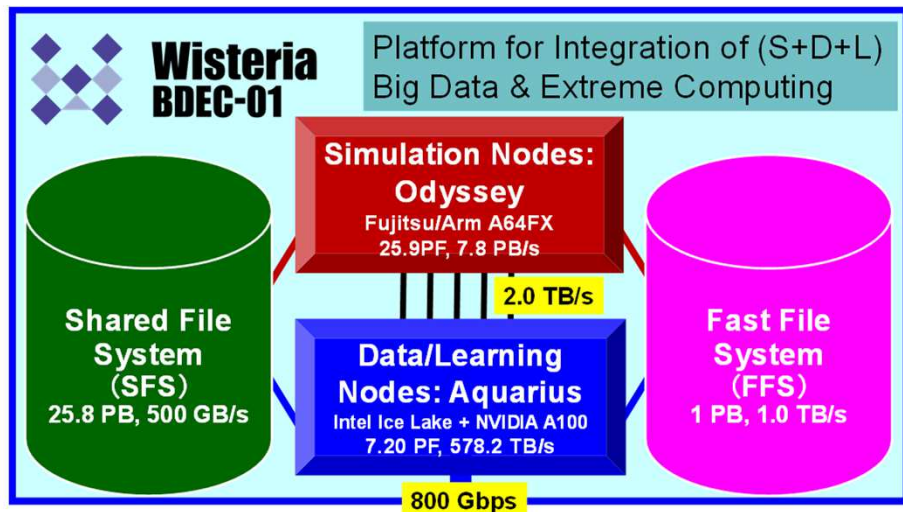 Wisteria
BDEC-01
Platform for Integration of (S+D+L)
Big Data & Extreme Computing
Simulation Nodes:
Odyssey
Fujitsu/Arm A64FX
25.9PF, 7.8 PB/s
2.0 TB/s
Shared File
System
(SFS)
25.8 PB, 500 GB/s
Data/Learning
Nodes: Aquarius
Intel Ice Lake + NVIDIA A100
7.20 PF, 578.2 TB/s
Fast File
System
(FFS)
1 PB, 1.0 TB/s
800 Gbps